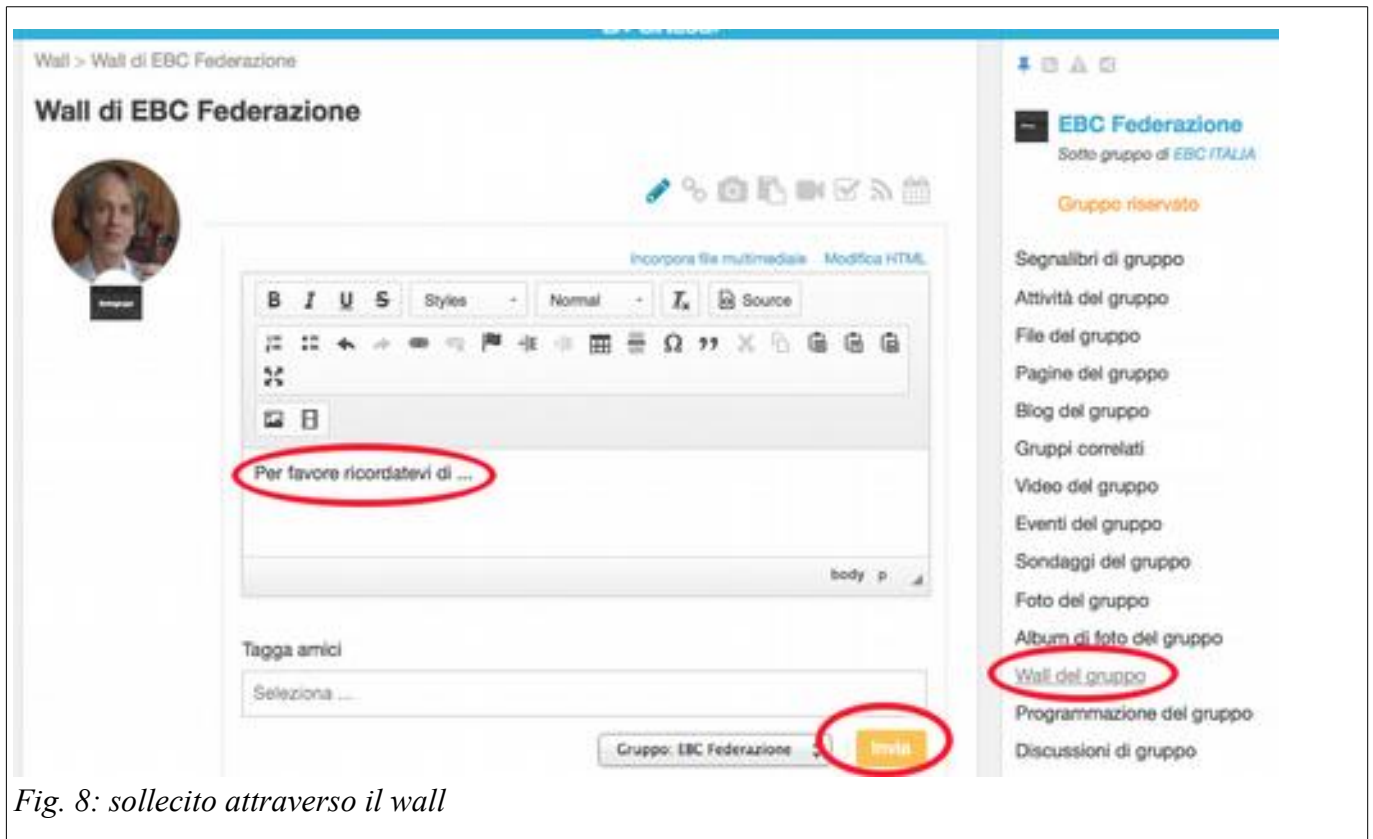 Wall > Wall di EBC Federazione
Wall di EBC Federazione
Incorpora file multimediale Modifica HTML
B I U S Styles Normal Tx Source
Per favore ricordatevi di ...
body p
Tagga amici
Seleziona ...
Gruppo: EBC Federazione Invia
EBC Federazione
Sotto gruppo di EBC ITALIA
Gruppo riservato
Segnalibri di gruppo
Attività del gruppo
File del gruppo
Pagine del gruppo
Blog del gruppo
Gruppi correlati
Video del gruppo
Eventi del gruppo
Sondaggi del gruppo
Foto del gruppo
Album di foto del gruppo
Wall del gruppo
Programmazione del gruppo
Discussioni di gruppo
Fig. 8: sollecito attraverso il wall